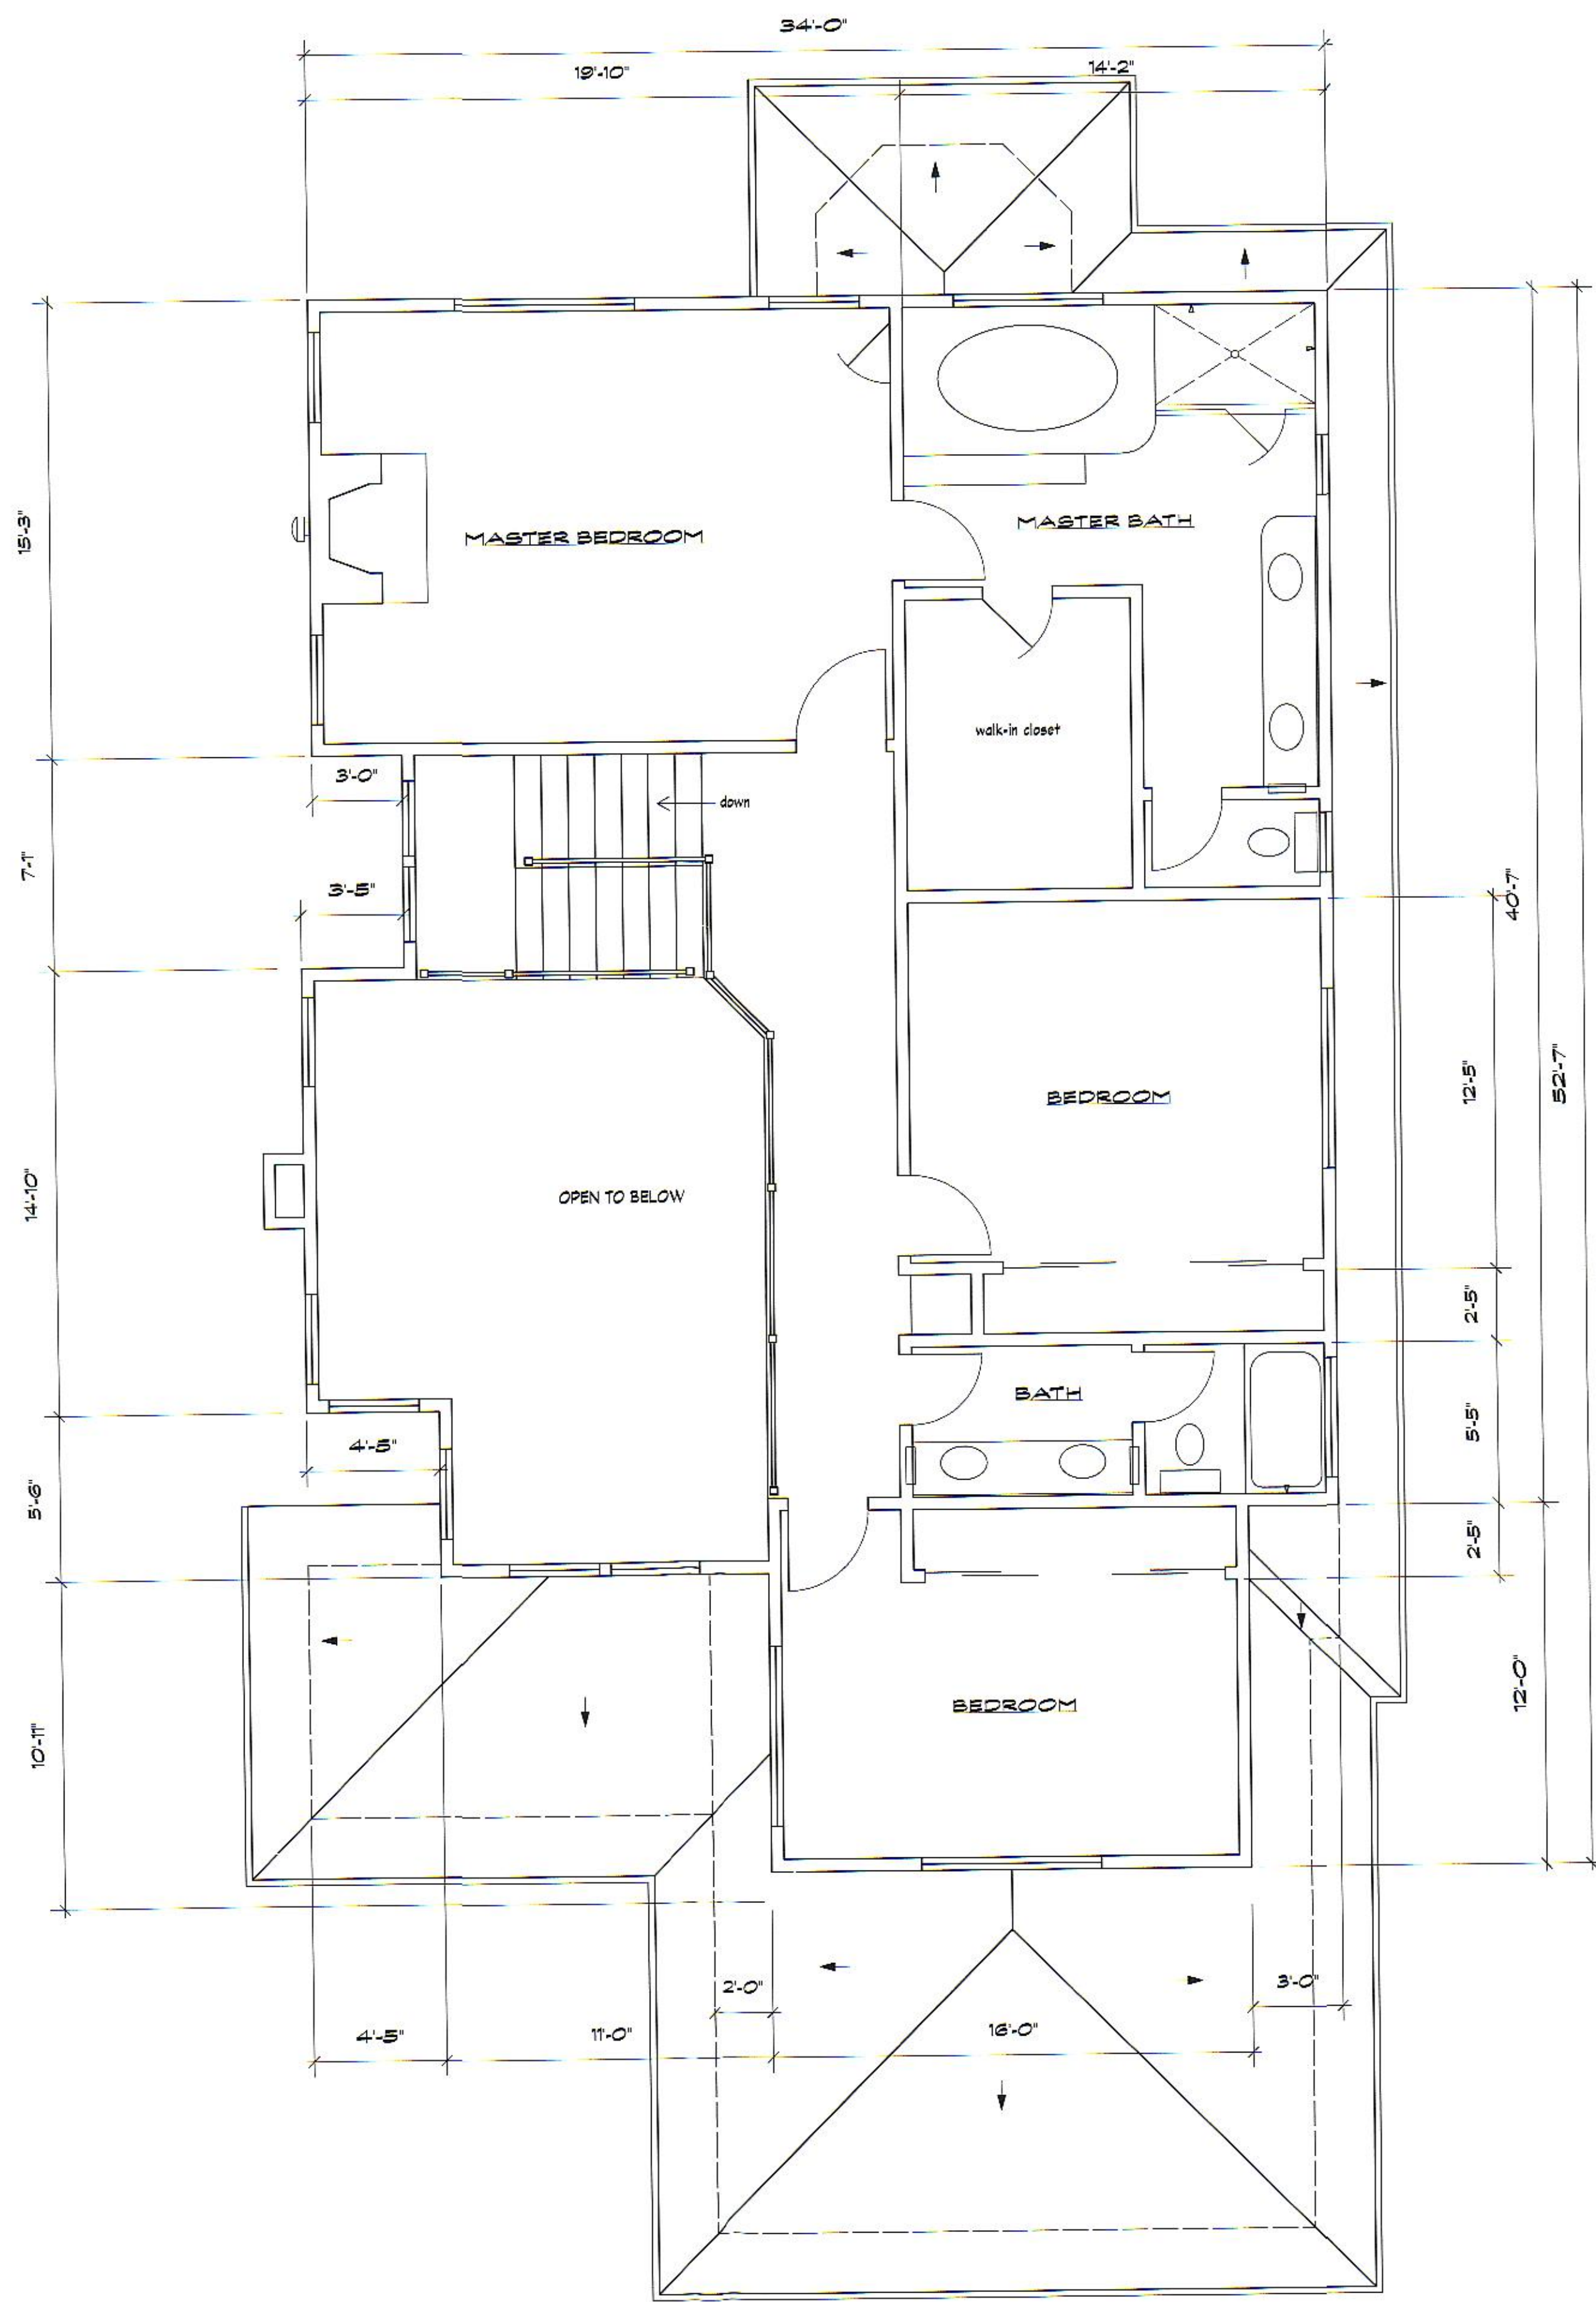 34'-0"
19'-10"
14'-2"
15'-3"
MASTER BEDROOM
MASTER BATH
walk-in closet
3'-0"
down
7'-1"
3'-5"
40'-7"
52'-7"
12'-5"
BEDROOM
14'-10"
OPEN TO BELOW
2'-5"
BATH
5'-5"
4'-5"
5'-6"
2'-5"
12'-0"
BEDROOM
10'-11"
2'-0"
3'-0"
4'-5"
11'-0"
16'-0"